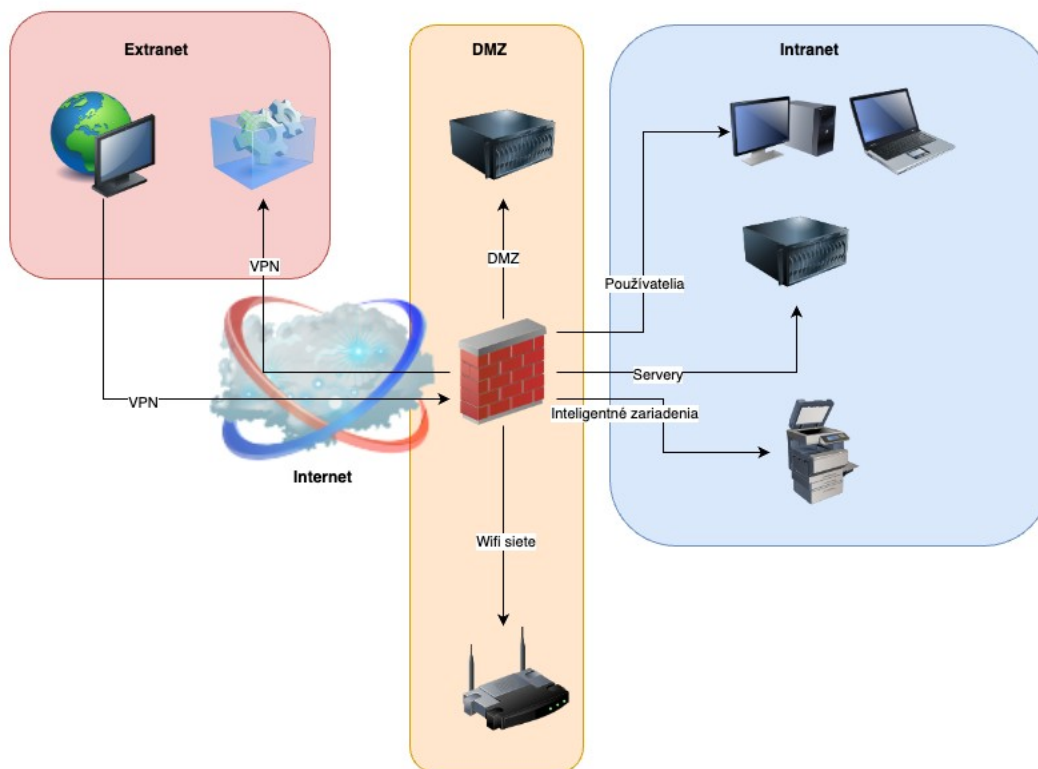 Extranet
DMZ
Intranet
VPN
DMZ
Používatelia
Servery
VPN
Inteligentné zariadenia
Internet
Wifi siete